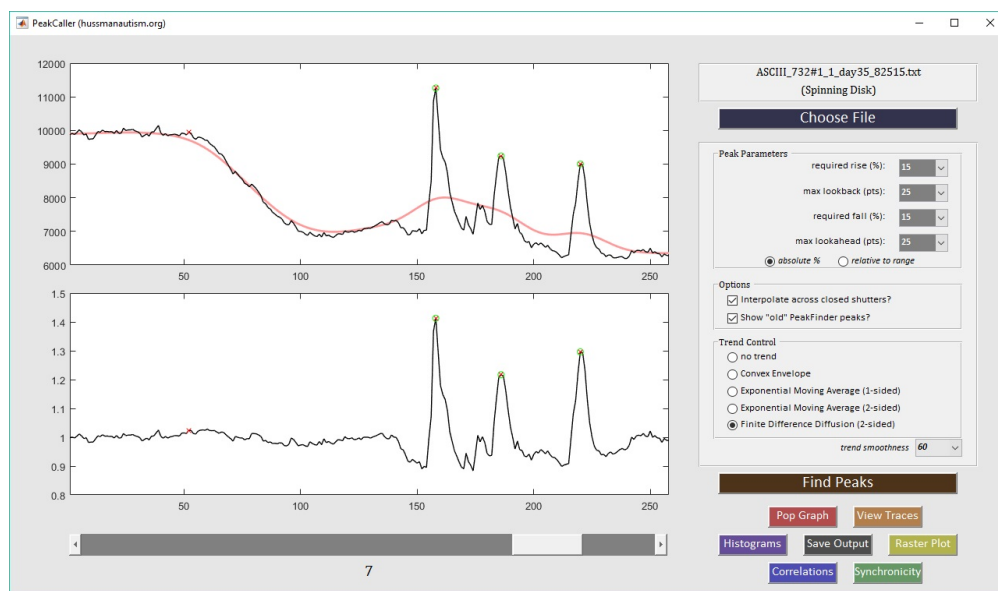 PeakCaller (hussmanautism.org)
12000
11000
10000
9000
8000
7000
6000
50 100 150 200 250
1.5
1.4
1.3
1.2
1.1
1
0.9
0.8
50 100 150 200 250
7
ASCIII_732#1_1_day35_82515.txt
(Spinning Disk)
Choose File
Peak Parameters
required rise (%): 15
max lookback (pts): 25
required fall (%): 15
max lookahead (pts): 25
absolute % relative to range
Options
Interpolate across closed shutters?
Show "old" PeakFinder peaks?
Trend Control
no trend
Convex Envelope
Exponential Moving Average (1-sided)
Exponential Moving Average (2-sided)
Finite Difference Diffusion (2-sided)
trend smoothness 60
Find Peaks
Pop Graph View Traces
Histograms Save Output Raster Plot
Correlations Synchronicity